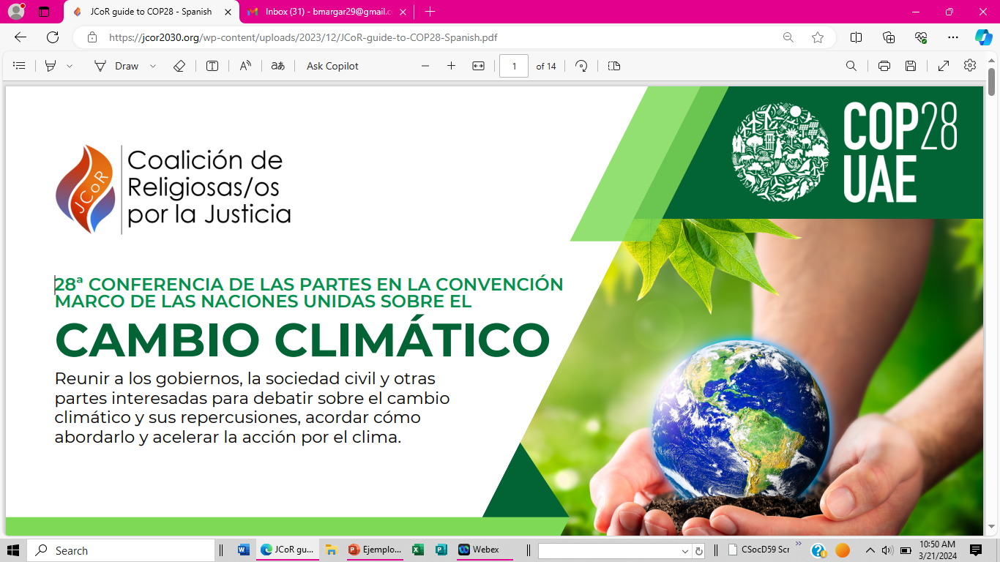 JCoR guide to COP28 - Spanish
Inbox (31) - bmargar29@gmail.c
https://jcor2030.org/wp-content/uploads/2023/12/JCoR-guide-to-COP28-Spanish.pdf
Draw
Ask Copilot
1 of 14
COP28
UAE
JCoR
Coalición de
Religiosas/os
por la Justicia
28ª CONFERENCIA DE LAS PARTES EN LA CONVENCIÓN
MARCO DE LAS NACIONES UNIDAS SOBRE EL
CAMBIO CLIMÁTICO
Reunir a los gobiernos, la sociedad civil y otras
partes interesadas para debatir sobre el cambio
climático y sus repercusiones, acordar cómo
abordarlo y acelerar la acción por el clima.
Search
JCoR gu...
Ejemplo...
Webex
CSocD59 Scr
10:50 AM
3/21/2024